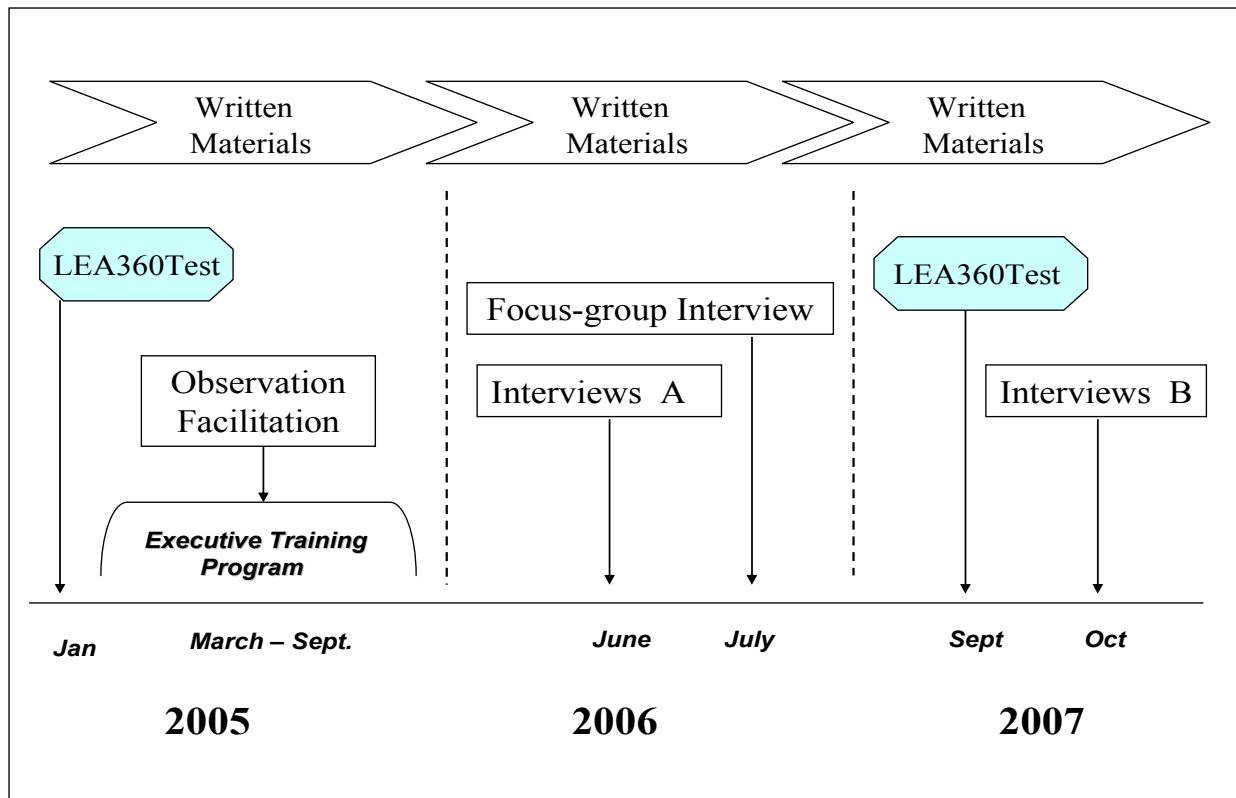 Written
Materials
Written
Materials
Written
Materials
LEA360Test
LEA360Test
Focus-group Interview
Observation
Facilitation
Interviews A
Interviews B
Executive Training
Program
Jan
March – Sept.
June
July
Sept
Oct
2005
2006
2007